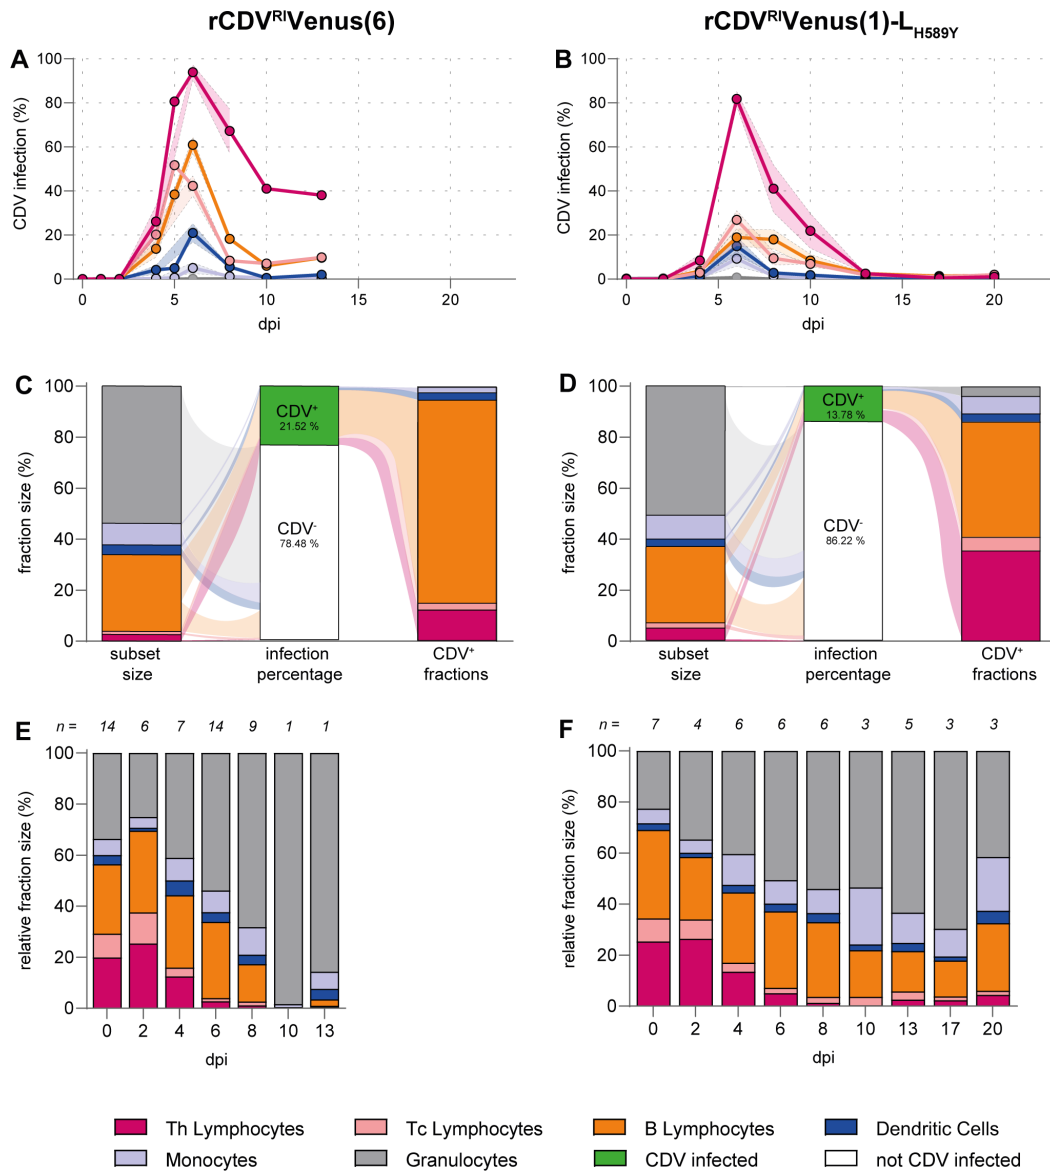 rCDVRIVenus(6)
rCDVRIVenus(1)-LH589Y
A
CDV infection (%)
100
80
60
40
20
0
0 5 10 15 20
dpi
B
CDV infection (%)
100
80
60
40
20
0
0 5 10 15 20
dpi
C
fraction size (%)
100
80
60
40
20
0
CDV+
21.52 %
CDV-
78.48 %
subset
size
infection
percentage
CDV+
fractions
D
fraction size (%)
100
80
60
40
20
0
CDV+
13.78 %
CDV-
86.22 %
subset
size
infection
percentage
CDV+
fractions
E
n = 14 6 7 14 9 1 1
relative fraction size (%)
100
80
60
40
20
0
0 2 4 6 8 10 13
dpi
F
n = 7 4 6 6 6 3 5 3 3
relative fraction size (%)
100
80
60
40
20
0
0 2 4 6 8 10 13 17 20
dpi
Th Lymphocytes
Tc Lymphocytes
B Lymphocytes
Dendritic Cells
Monocytes
Granulocytes
CDV infected
not CDV infected